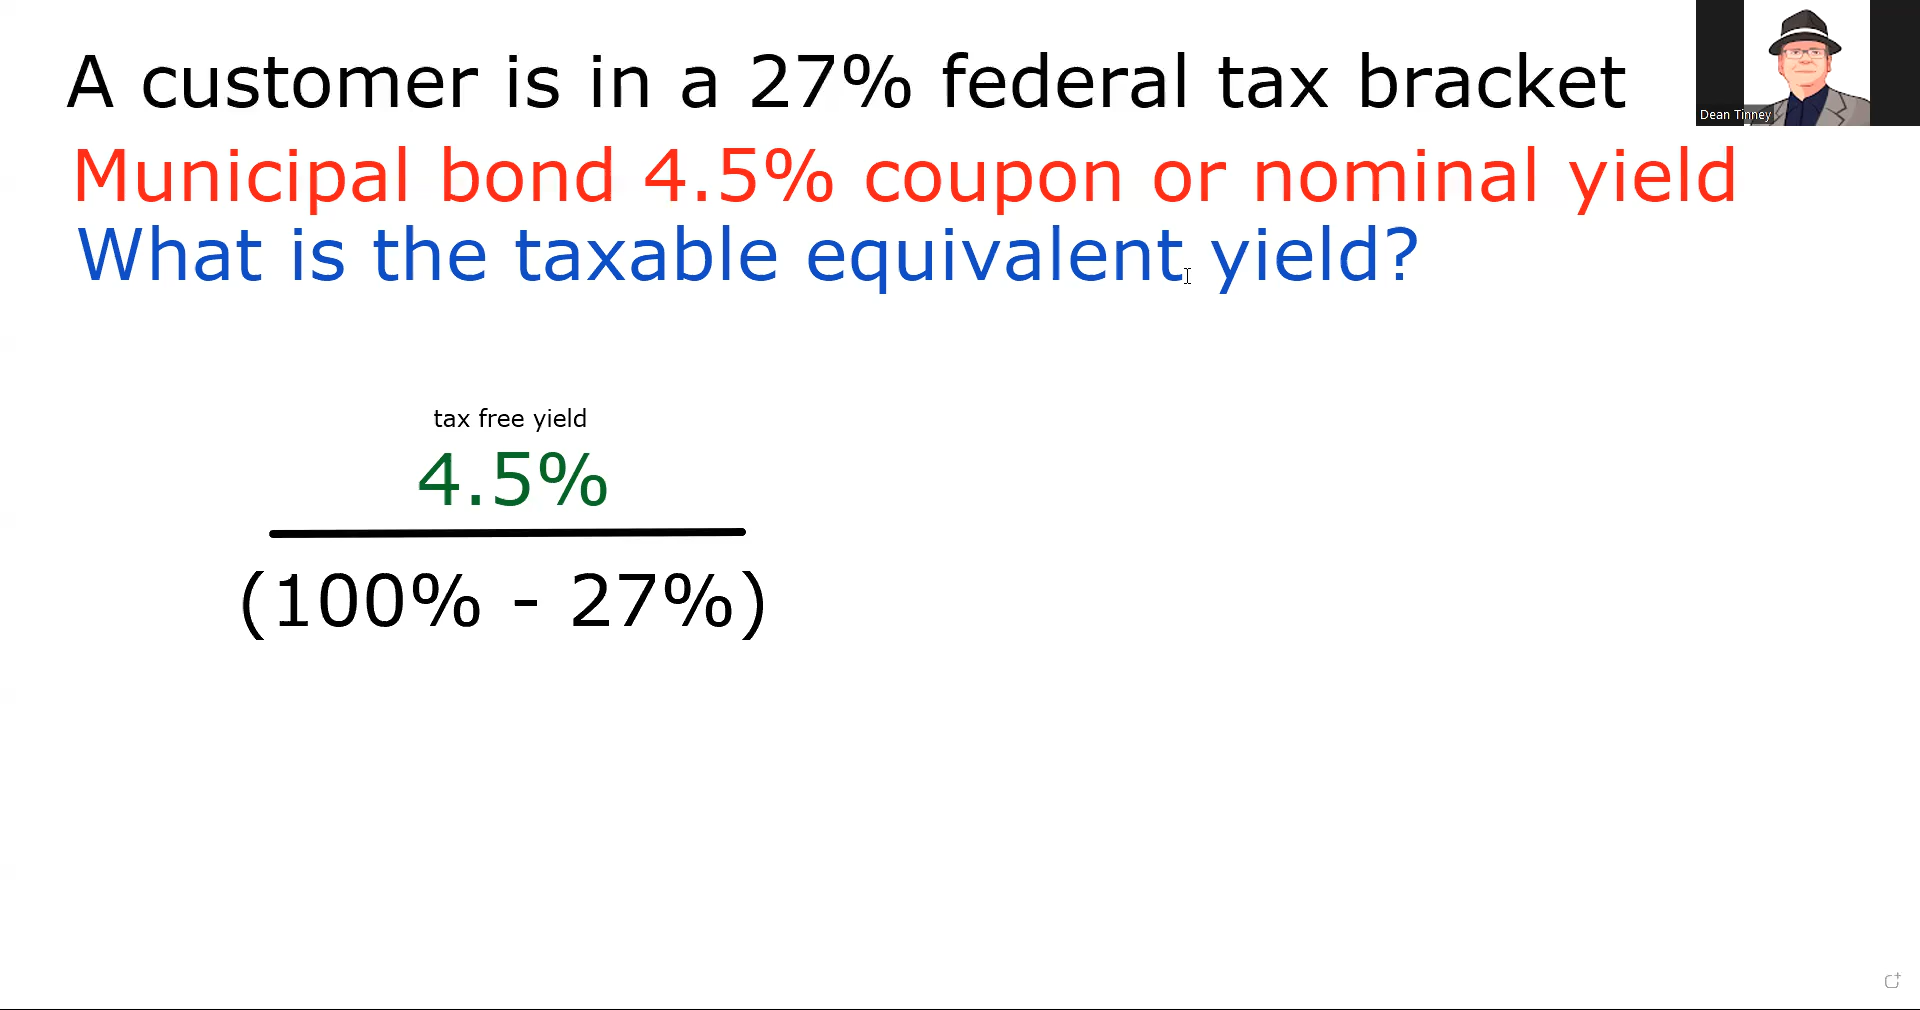 A customer is in a 27% federal tax bracket
Dean Tinney
Municipal bond 4.5% coupon or nominal yield
What is the taxable equivalent yield?
tax free yield
4.5%
(100% - 27%)